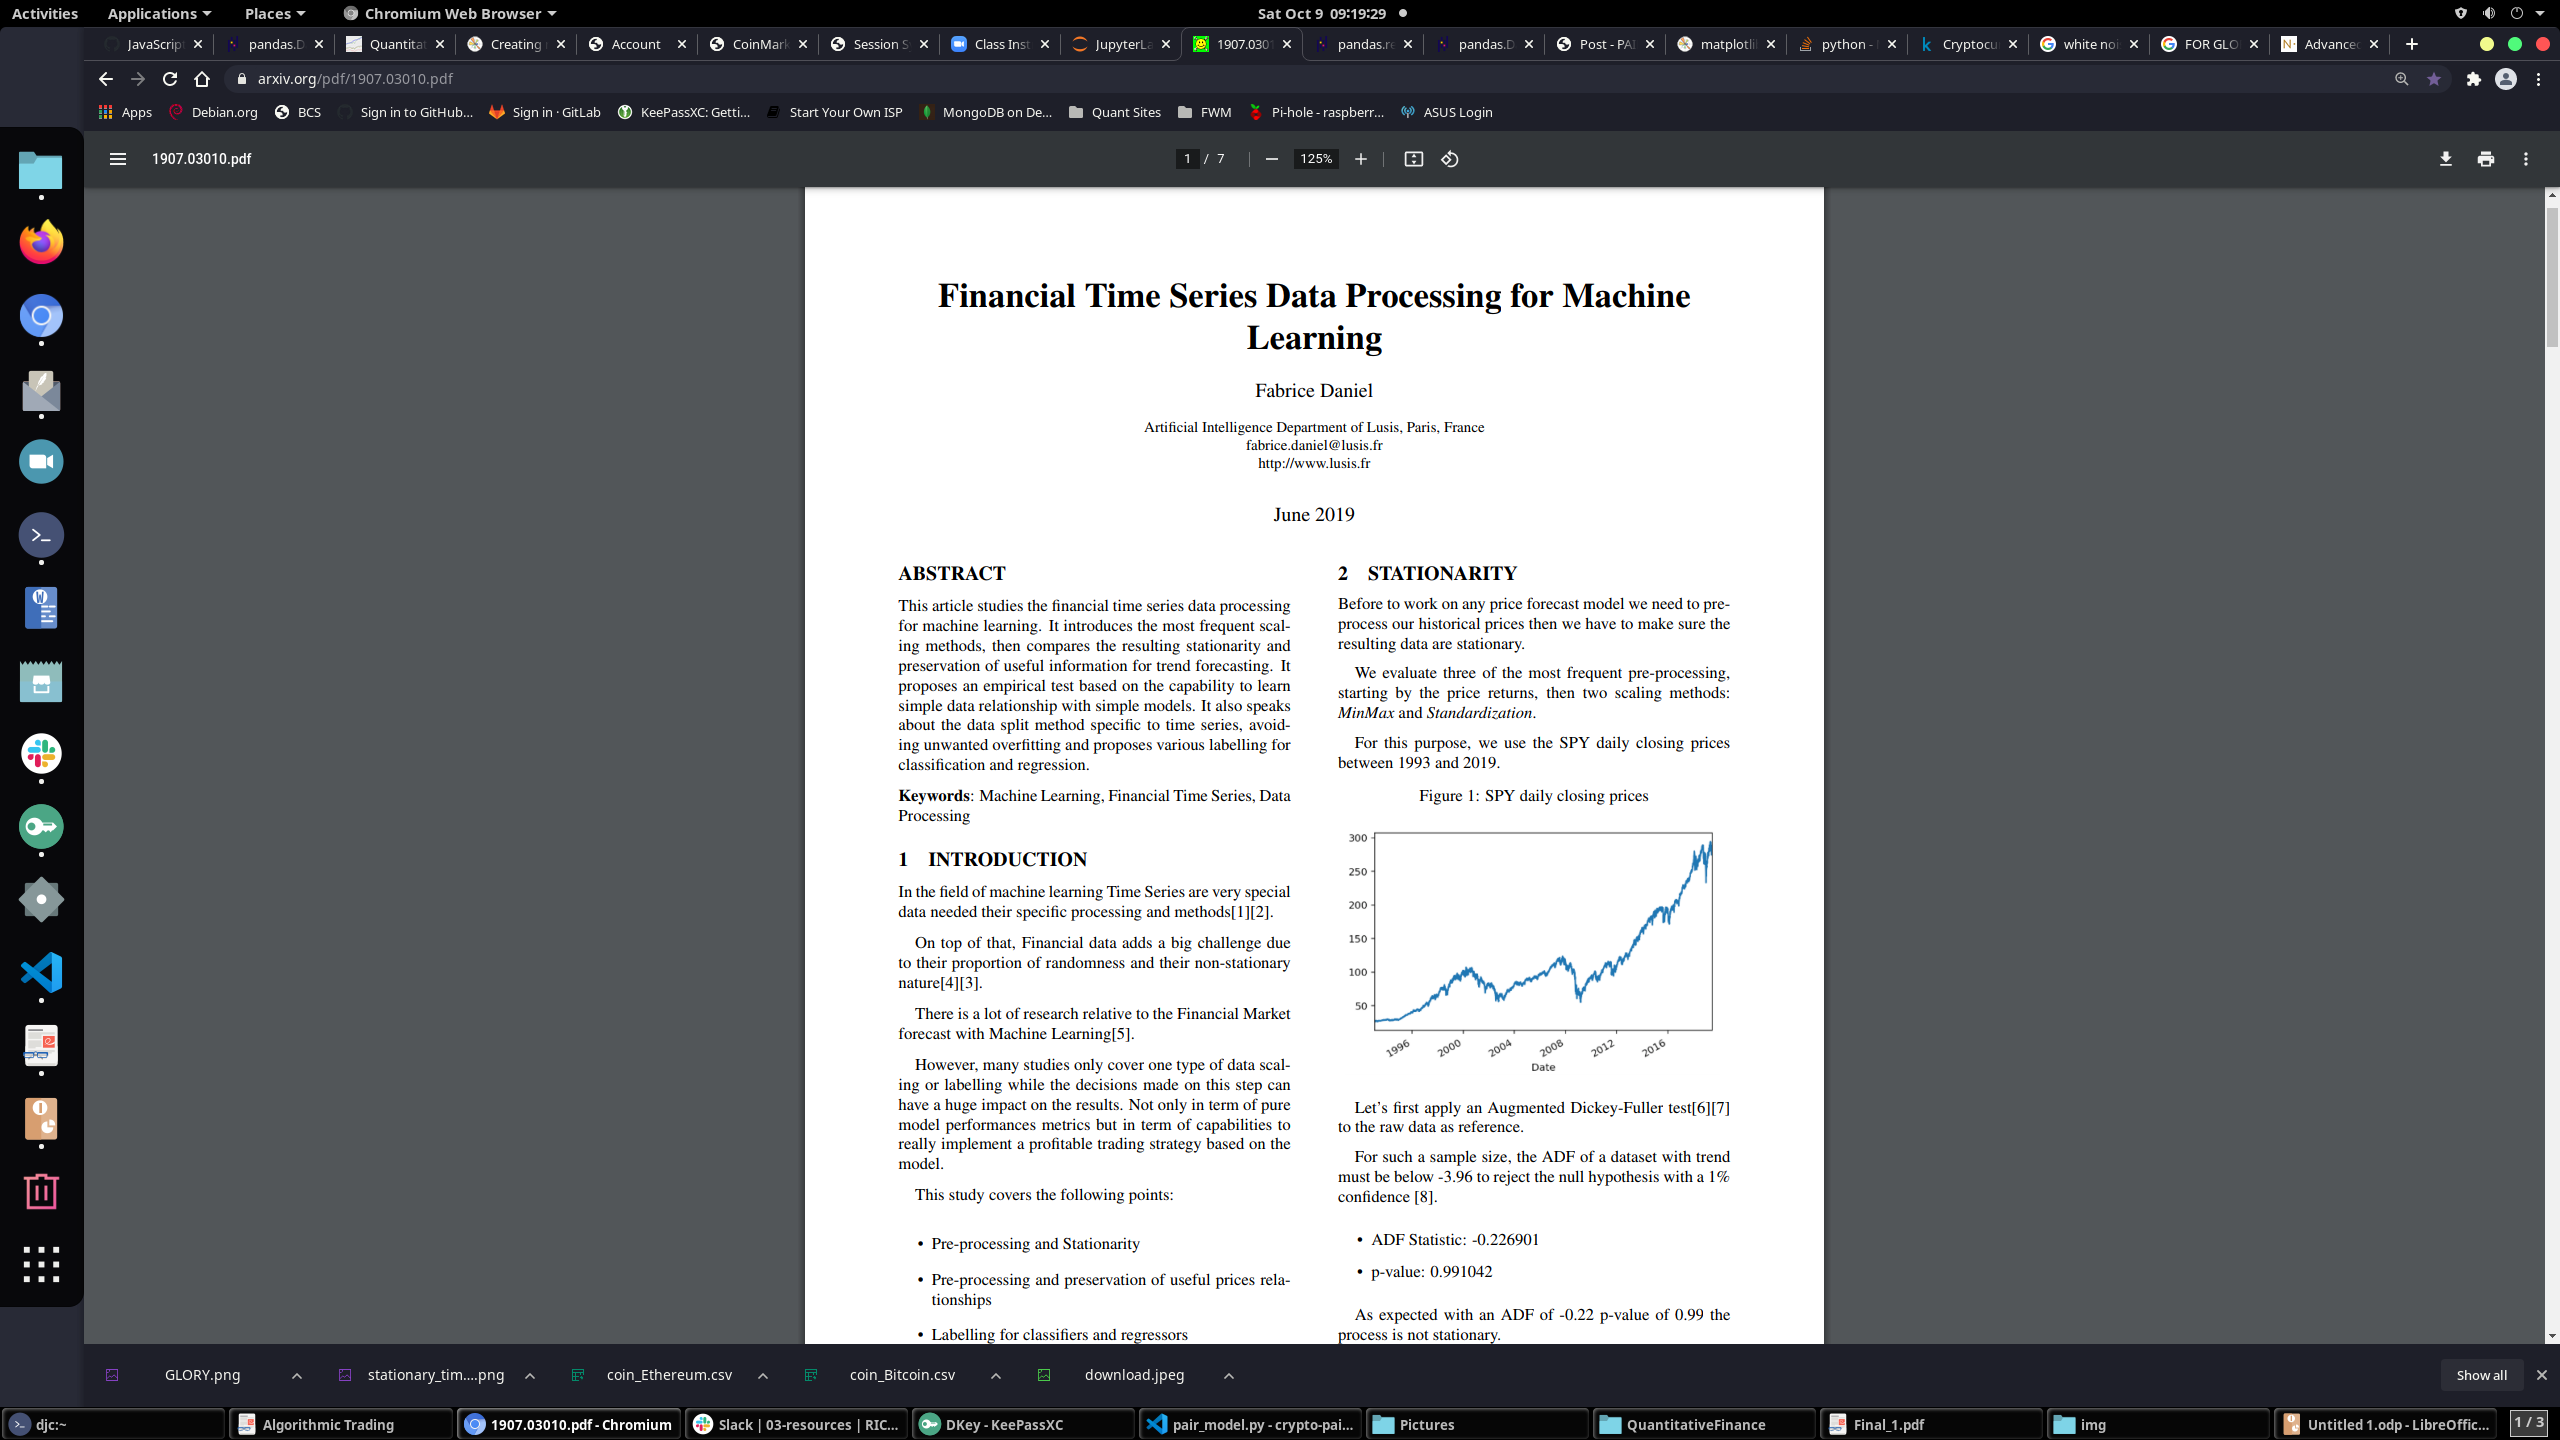 Activities Applications Places Chromium Web Browser Sat Oct 9 09:19:29
JavaScript pandas.D Quantitat Creating Account CoinMark Session S Class Inst JupyterLa 1907.0301 pandas.re pandas.D Post - PAI matplotli python - Cryptocur white noi FOR GLO Advanced
arxiv.org/pdf/1907.03010.pdf
Apps Debian.org BCS Sign in to GitHub... Sign in · GitLab KeePassXC: Getti... Start Your Own ISP MongoDB on De... Quant Sites FWM Pi-hole - raspberr... ASUS Login
1907.03010.pdf 1 / 7 125%
Financial Time Series Data Processing for Machine
Learning
Fabrice Daniel
Artificial Intelligence Department of Lusis, Paris, France
fabrice.daniel@lusis.fr
http://www.lusis.fr
June 2019
ABSTRACT
This article studies the financial time series data processing
for machine learning. It introduces the most frequent scal-
ing methods, then compares the resulting stationarity and
preservation of useful information for trend forecasting. It
proposes an empirical test based on the capability to learn
simple data relationship with simple models. It also speaks
about the data split method specific to time series, avoid-
ing unwanted overfitting and proposes various labelling for
classification and regression.
Keywords: Machine Learning, Financial Time Series, Data
Processing
1 INTRODUCTION
In the field of machine learning Time Series are very special
data needed their specific processing and methods[1][2].
On top of that, Financial data adds a big challenge due
to their proportion of randomness and their non-stationary
nature[4][3].
There is a lot of research relative to the Financial Market
forecast with Machine Learning[5].
However, many studies only cover one type of data scal-
ing or labelling while the decisions made on this step can
have a huge impact on the results. Not only in term of pure
model performances metrics but in term of capabilities to
really implement a profitable trading strategy based on the
model.
This study covers the following points:
• Pre-processing and Stationarity
• Pre-processing and preservation of useful prices rela-
tionships
• Labelling for classifiers and regressors
2 STATIONARITY
Before to work on any price forecast model we need to pre-
process our historical prices then we have to make sure the
resulting data are stationary.
We evaluate three of the most frequent pre-processing,
starting by the price returns, then two scaling methods:
MinMax and Standardization.
For this purpose, we use the SPY daily closing prices
between 1993 and 2019.
Figure 1: SPY daily closing prices
300
250
200
150
100
50
1996 2000 2004 2008 2012 2016
Date
Let's first apply an Augmented Dickey-Fuller test[6][7]
to the raw data as reference.
For such a sample size, the ADF of a dataset with trend
must be below -3.96 to reject the null hypothesis with a 1%
confidence [8].
• ADF Statistic: -0.226901
• p-value: 0.991042
As expected with an ADF of -0.22 p-value of 0.99 the
process is not stationary.
GLORY.png stationary_tim....png coin_Ethereum.csv coin_Bitcoin.csv download.jpeg Show all
djc:~ Algorithmic Trading 1907.03010.pdf - Chromium Slack | 03-resources | RIC... DKey - KeePassXC pair_model.py - crypto-pai... Pictures QuantitativeFinance Final_1.pdf img Untitled 1.odp - LibreOffic... 1 / 3